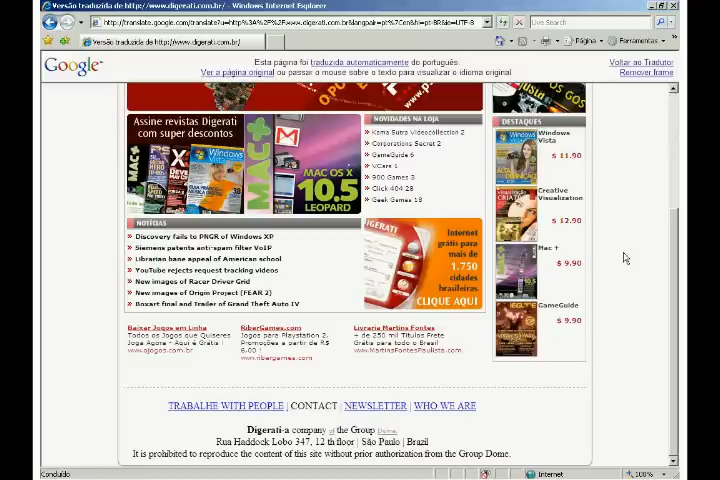 Versão traduzida de http://www.digerati.com.br/ - Windows Internet Explorer
http://translate.google.com/translate?u=http%3A%2F%2Fwww.digerati.com.br&langpair=pt%7Cen&hl=pt-BR&ie=UTF-8
Live Search
Versão traduzida de http://www.digerati.com.br/
Página
Ferramentas
Google
Esta página foi traduzida automaticamente do português.
Ver a página original ou passar o mouse sobre o texto para visualizar o idioma original
Voltar ao Tradutor
Remover frame
Assine revistas Digerati
com super descontos
MAC+
Windows Vista
MAC OS X
10.5
LEOPARD
NOVIDADES NA LOJA
Kama Sutra Videocollection 2
Corporations Secret 2
GameGuide 6
VCars 1
900 Games 3
Click 404 28
Geek Games 18
DESTAQUES
Windows
Vista
$ 11.90
Creative
Visualization
$ 12.90
Mac +
$ 9.90
GameGuide
$ 9.90
NOTÍCIAS
Discovery fails to PNGR of Windows XP
Siemens patents anti-spam filter VoIP
Librarian bane appeal of American school
YouTube rejects request tracking videos
New images of Racer Driver Grid
New images of Origin Project (FEAR 2)
Boxart final and Trailer of Grand Theft Auto IV
DIGERATI
Internet
grátis para
mais de
1.750
cidades
brasileiras
CLIQUE AQUI
Baixar Jogos em Linha
Todos os Jogos que Quiseres
Joga Agora - Aqui é Grátis !
www.ojogos.com.br
RiberGames.com
Jogos para Playstation 2.
Promoções a partir de R$
6,00 !
www.ribergames.com
Livraria Martins Fontes
+ de 250 mil Títulos Frete
Grátis para todo o Brasil
www.MartinsFontesPaulista.com.
TRABALHE WITH PEOPLE | CONTACT | NEWSLETTER | WHO WE ARE
Digerati-a company of the Group Domo.
Rua Haddock Lobo 347, 12 th floor | São Paulo | Brazil
It is prohibited to reproduce the content of this site without prior authorization from the Group Dome.
Concluído
Internet
100%